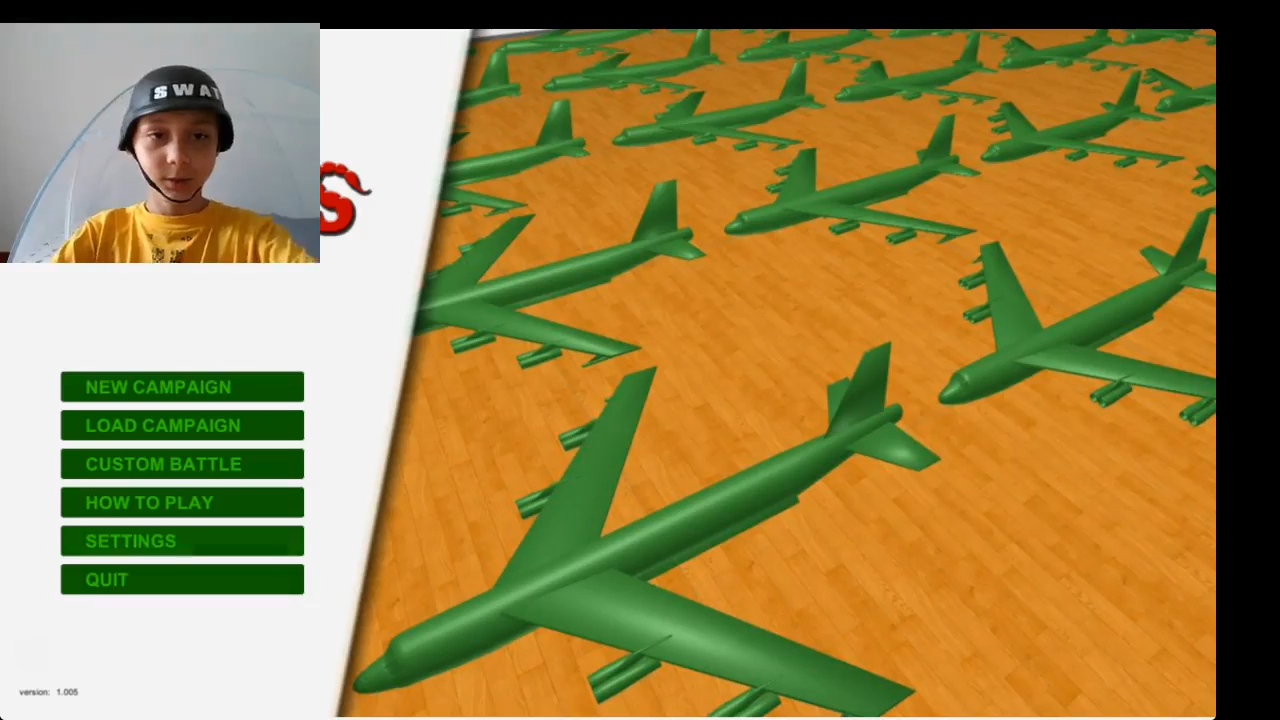 SWAT
S
NEW CAMPAIGN
LOAD CAMPAIGN
CUSTOM BATTLE
HOW TO PLAY
SETTINGS
QUIT
version: 1.005